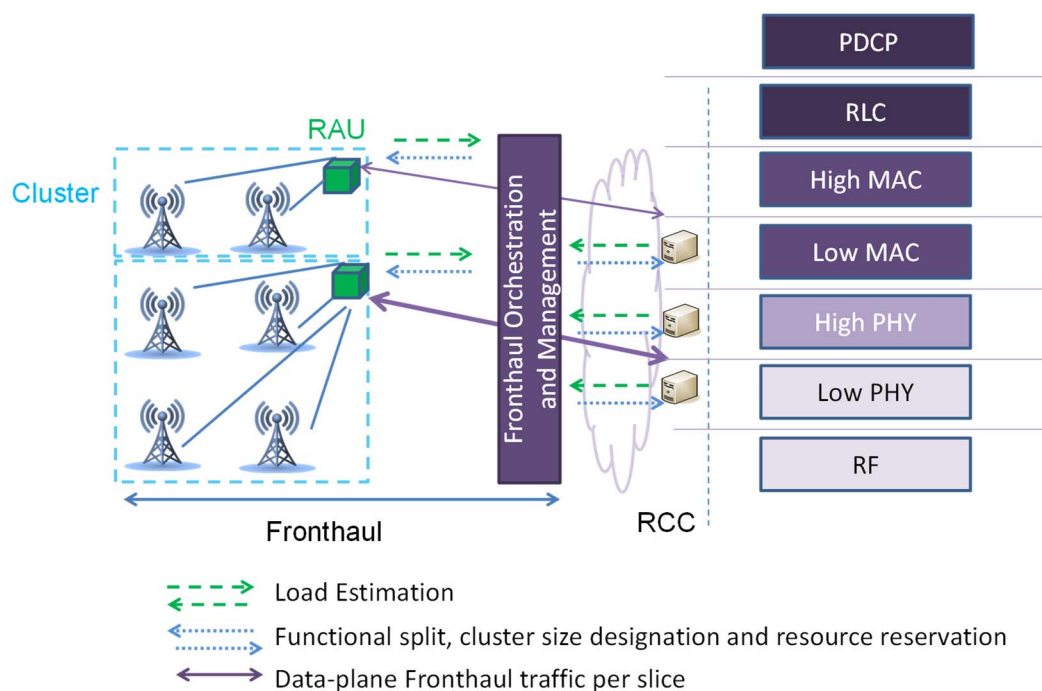 PDCP
RLC
RAU
Cluster
High MAC
Low MAC
High PHY
Low PHY
RF
Fronthaul Orchestration
and Management
RCC
Fronthaul
Load Estimation
Functional split, cluster size designation and resource reservation
Data-plane Fronthaul traffic per slice